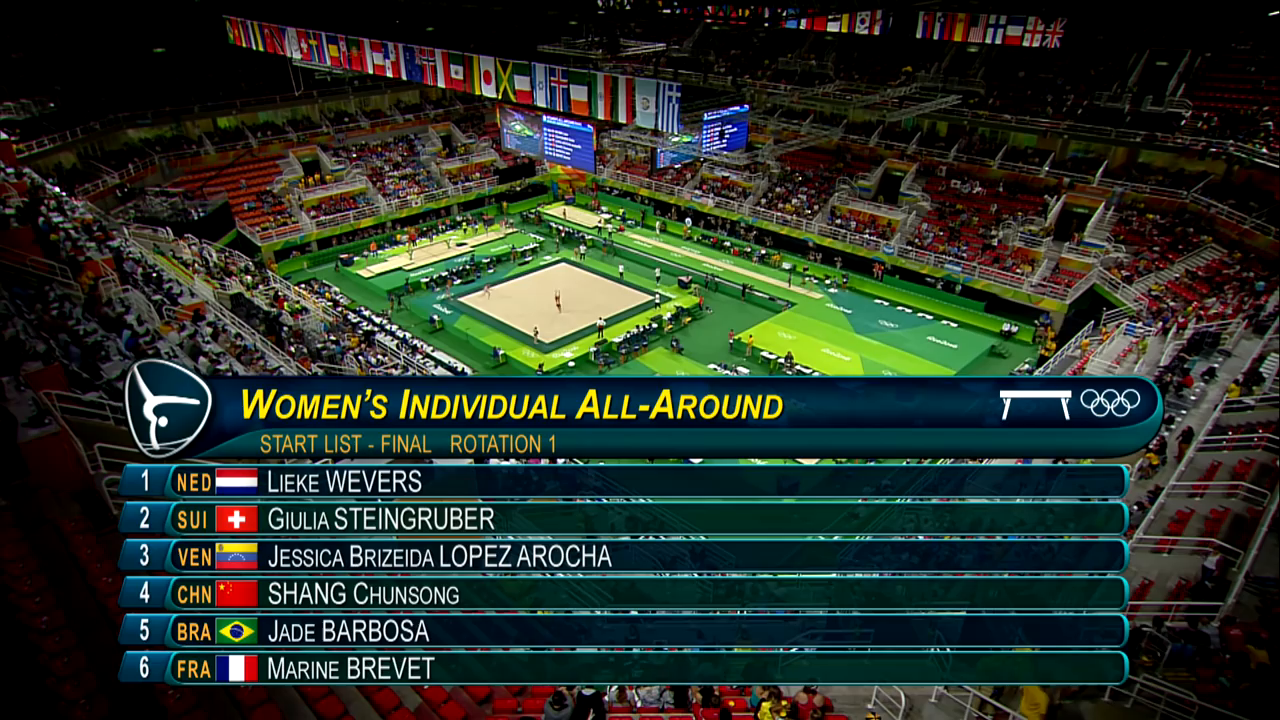 WOMEN'S INDIVIDUAL ALL-AROUND
START LIST - FINAL ROTATION 1
1 NED LIEKE WEVERS
2 SUI GIULIA STEINGRUBER
3 VEN JESSICA BRIZEIDA LOPEZ AROCHA
4 CHN SHANG CHUNSONG
5 BRA JADE BARBOSA
6 FRA MARINE BREVET